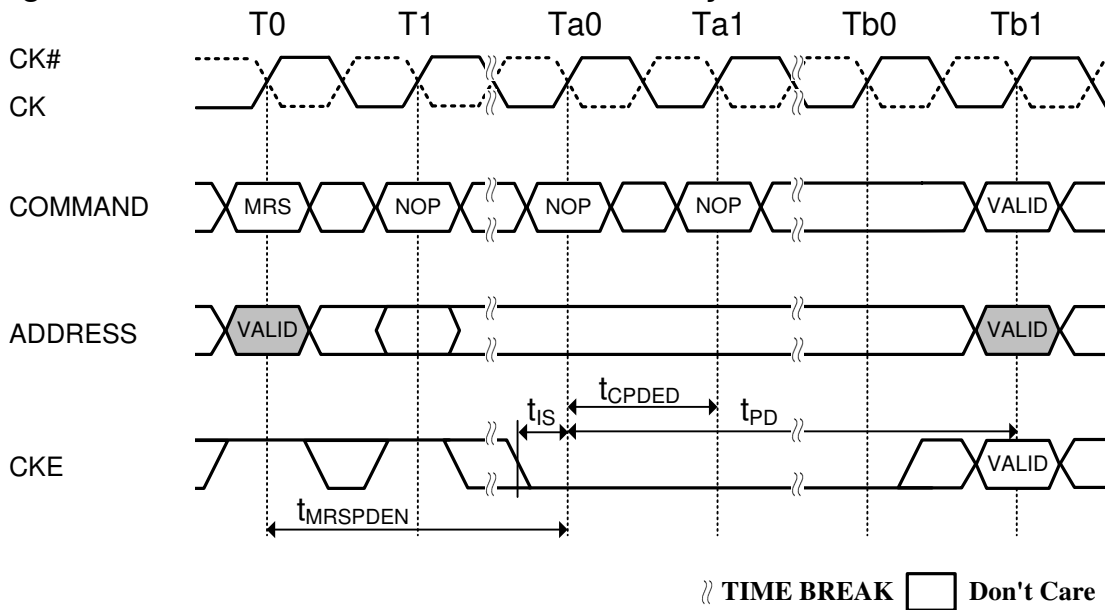 T0 T1 Ta0 Ta1 Tb0 Tb1
CK#
CK
COMMAND MRS NOP NOP NOP VALID
ADDRESS VALID VALID
tCPDED
tIS tPD
CKE VALID
tMRSPDEN
TIME BREAK Don't Care